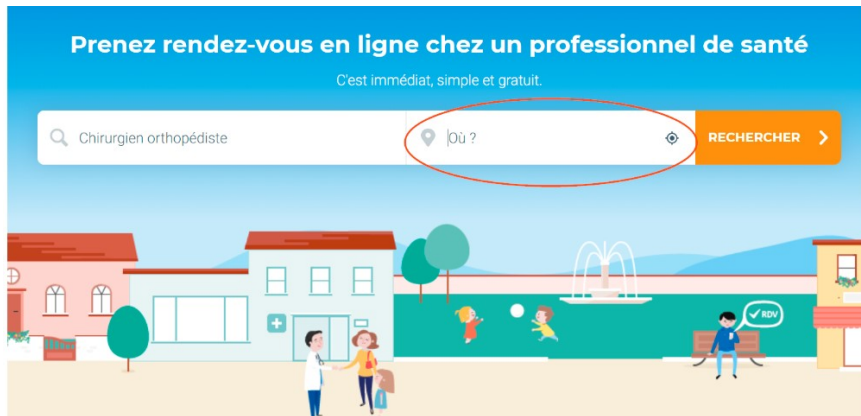 Prenez rendez-vous en ligne chez un professionnel de santé
C'est immédiat, simple et gratuit.
Chirurgien orthopédiste
Où ?
RECHERCHER
RDV